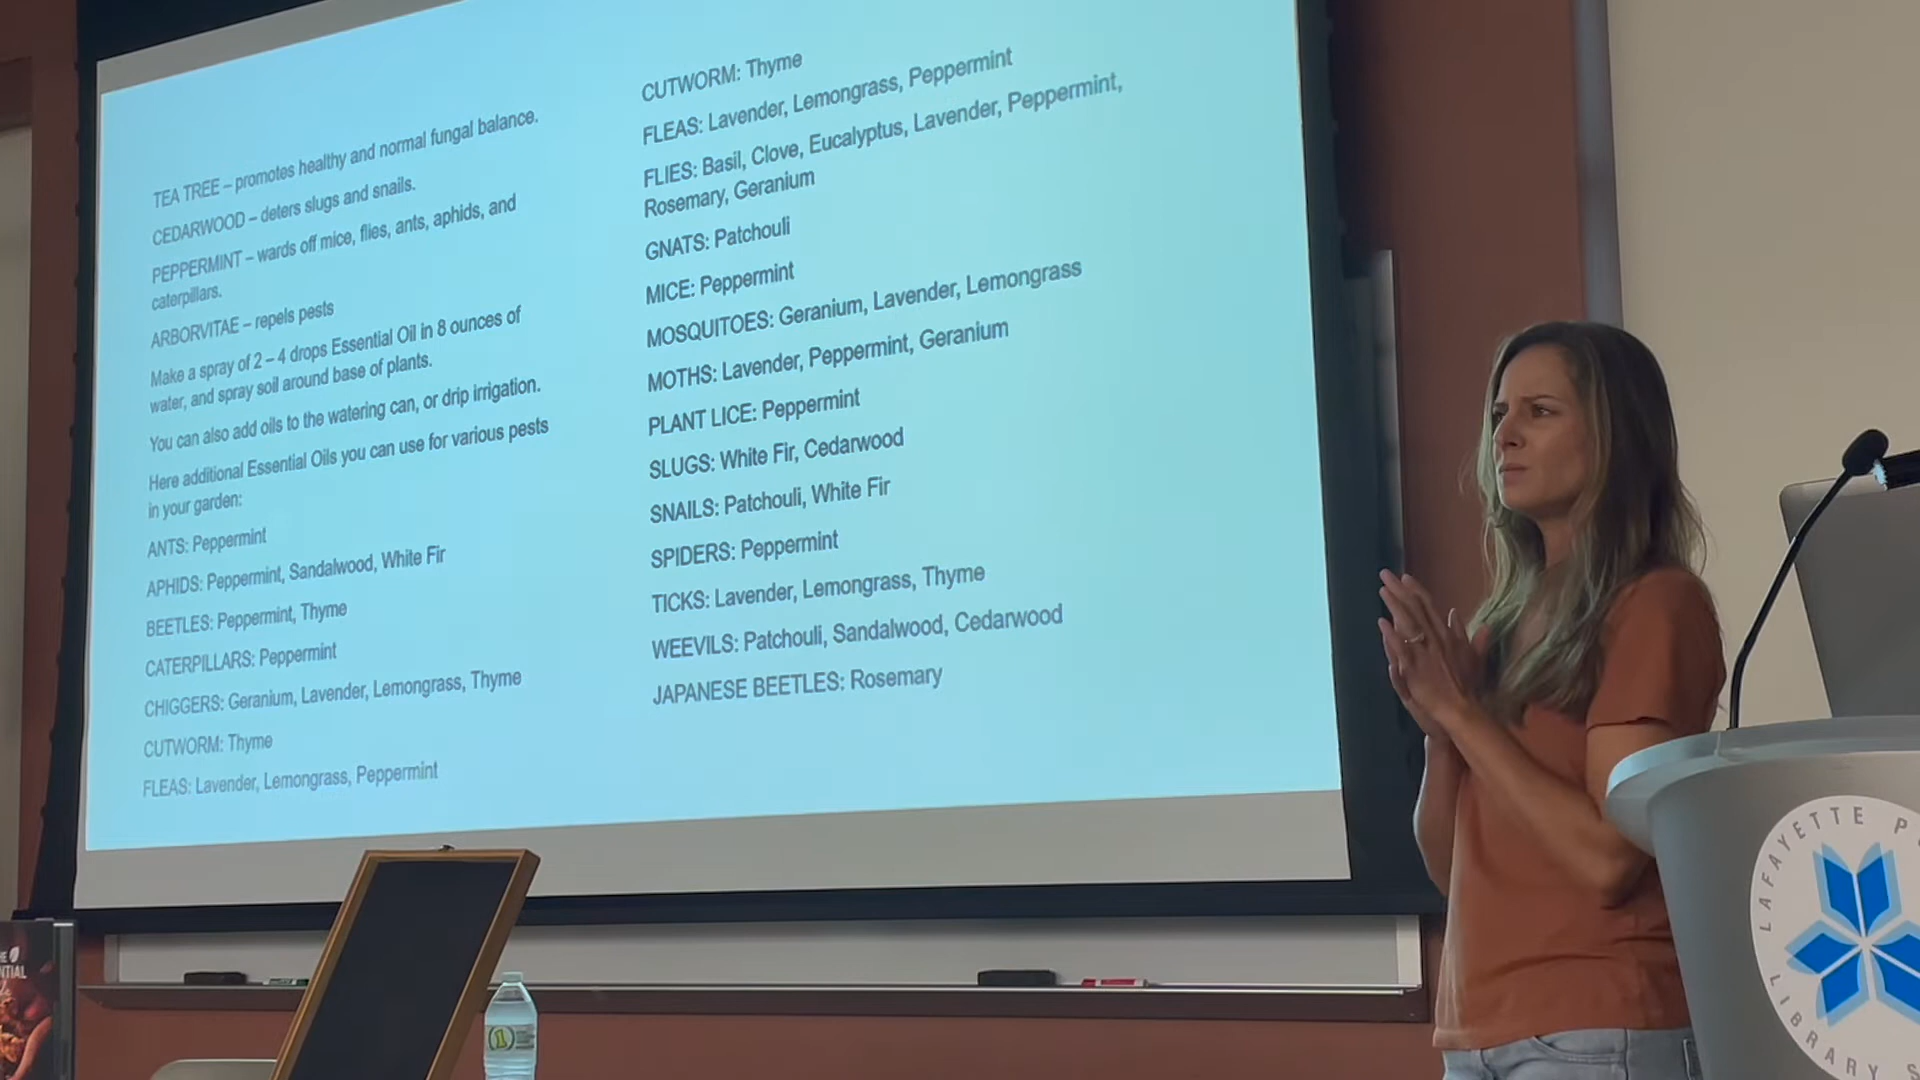 TEA TREE – promotes healthy and normal fungal balance.
CEDARWOOD – deters slugs and snails.
PEPPERMINT – wards off mice, flies, ants, aphids, and
caterpillars.
ARBORVITAE – repels pests
Make a spray of 2 – 4 drops Essential Oil in 8 ounces of
water, and spray soil around base of plants.
You can also add oils to the watering can, or drip irrigation.
Here additional Essential Oils you can use for various pests
in your garden:
ANTS: Peppermint
APHIDS: Peppermint, Sandalwood, White Fir
BEETLES: Peppermint, Thyme
CATERPILLARS: Peppermint
CHIGGERS: Geranium, Lavender, Lemongrass, Thyme
CUTWORM: Thyme
FLEAS: Lavender, Lemongrass, Peppermint
CUTWORM: Thyme
FLEAS: Lavender, Lemongrass, Peppermint
FLIES: Basil, Clove, Eucalyptus, Lavender, Peppermint,
Rosemary, Geranium
GNATS: Patchouli
MICE: Peppermint
MOSQUITOES: Geranium, Lavender, Lemongrass
MOTHS: Lavender, Peppermint, Geranium
PLANT LICE: Peppermint
SLUGS: White Fir, Cedarwood
SNAILS: Patchouli, White Fir
SPIDERS: Peppermint
TICKS: Lavender, Lemongrass, Thyme
WEEVILS: Patchouli, Sandalwood, Cedarwood
JAPANESE BEETLES: Rosemary
LAFAYETTE P
LIBRARY S
1